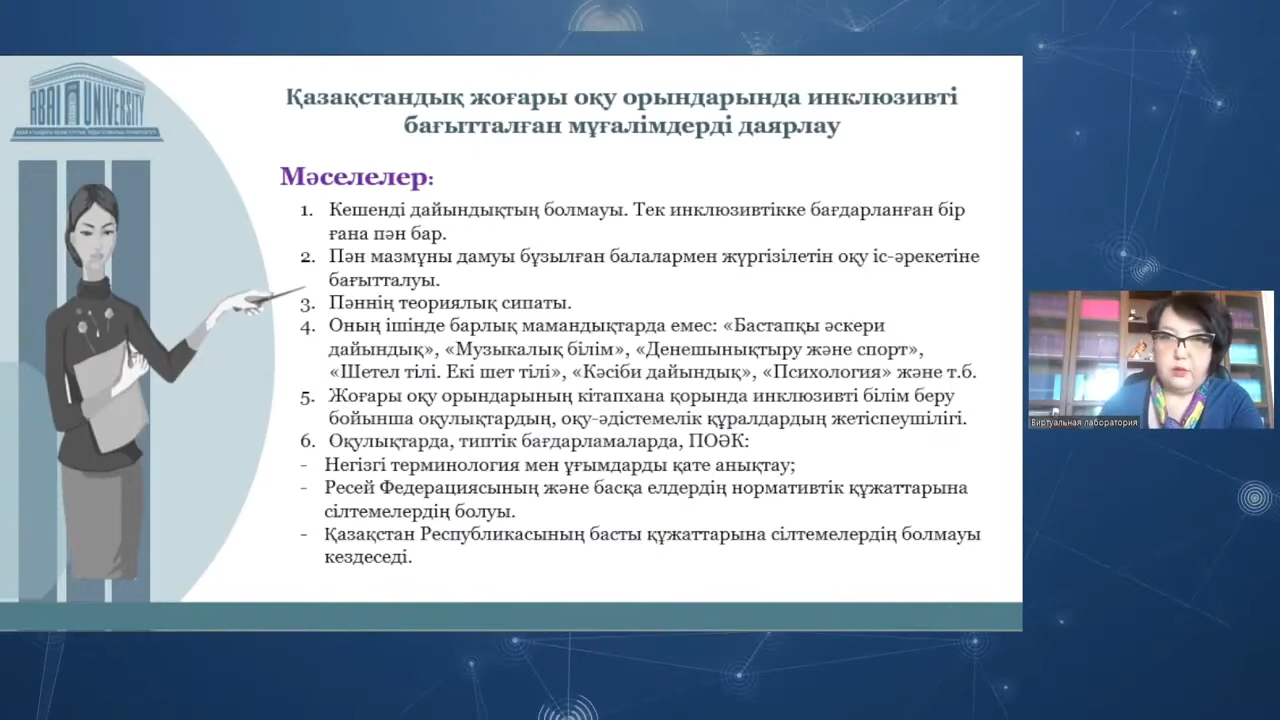 ABAI UNIVERSITY
Қазақстандық жоғары оқу орындарында инклюзивті
бағытталған мұғалімдерді даярлау
Мәселелер:
1. Кешенді дайындықтың болмауы. Тек инклюзивтікке бағдарланған бір
ғана пән бар.
2. Пән мазмұны дамуы бұзылған балалармен жүргізілетін оқу іс-әрекетіне
бағытталуы.
3. Пәннің теориялық сипаты.
4. Оның ішінде барлық мамандықтарда емес: «Бастапқы әскери
дайындық», «Музыкалық білім», «Денешынықтыру және спорт»,
«Шетел тілі. Екі шет тілі», «Кәсіби дайындық», «Психология» және т.б.
5. Жоғары оқу орындарының кітапхана қорында инклюзивті білім беру
бойынша оқулықтардың, оқу-әдістемелік құралдардың жетіспеушілігі.
6. Оқулықтарда, типтік бағдарламаларда, ПОӘК:
- Негізгі терминология мен ұғымдарды қате анықтау;
- Ресей Федерациясының және басқа елдердің нормативтік құжаттарына
сілтемелердің болуы.
- Қазақстан Республикасының басты құжаттарына сілтемелердің болмауы
кездеседі.
Виртуальная лаборатория